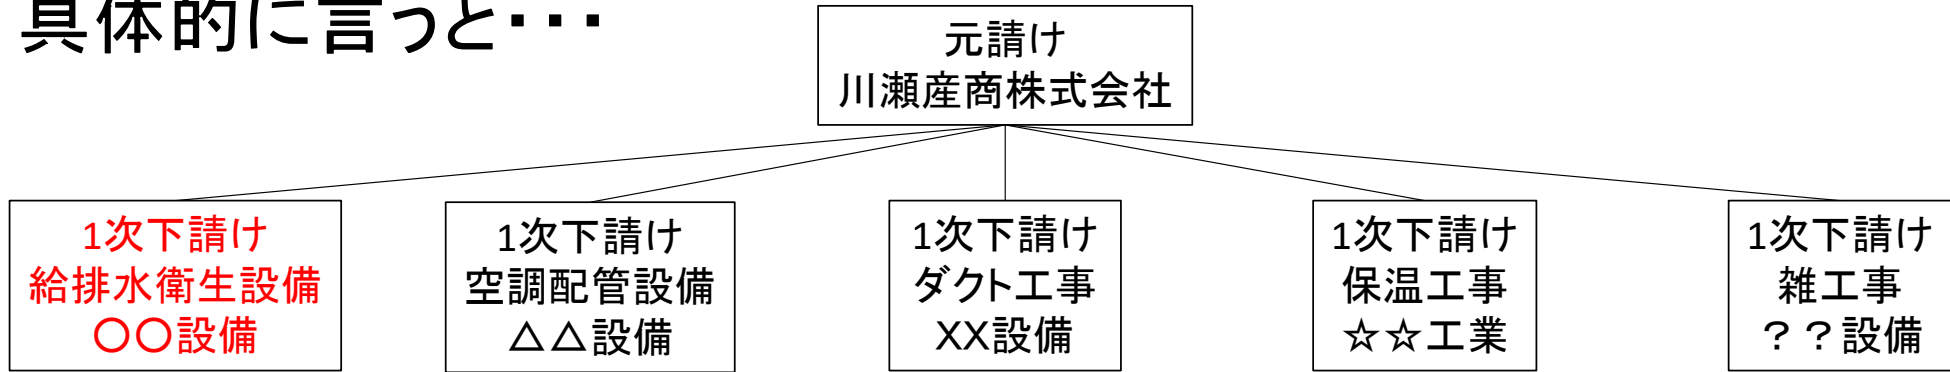 具体的に言うと・・・
元請け
川瀬産商株式会社
1次下請け
給排水衛生設備
〇〇設備
1次下請け
空調配管設備
△△設備
1次下請け
ダクト工事
XX設備
1次下請け
保温工事
☆☆工業
1次下請け
雑工事
？？設備